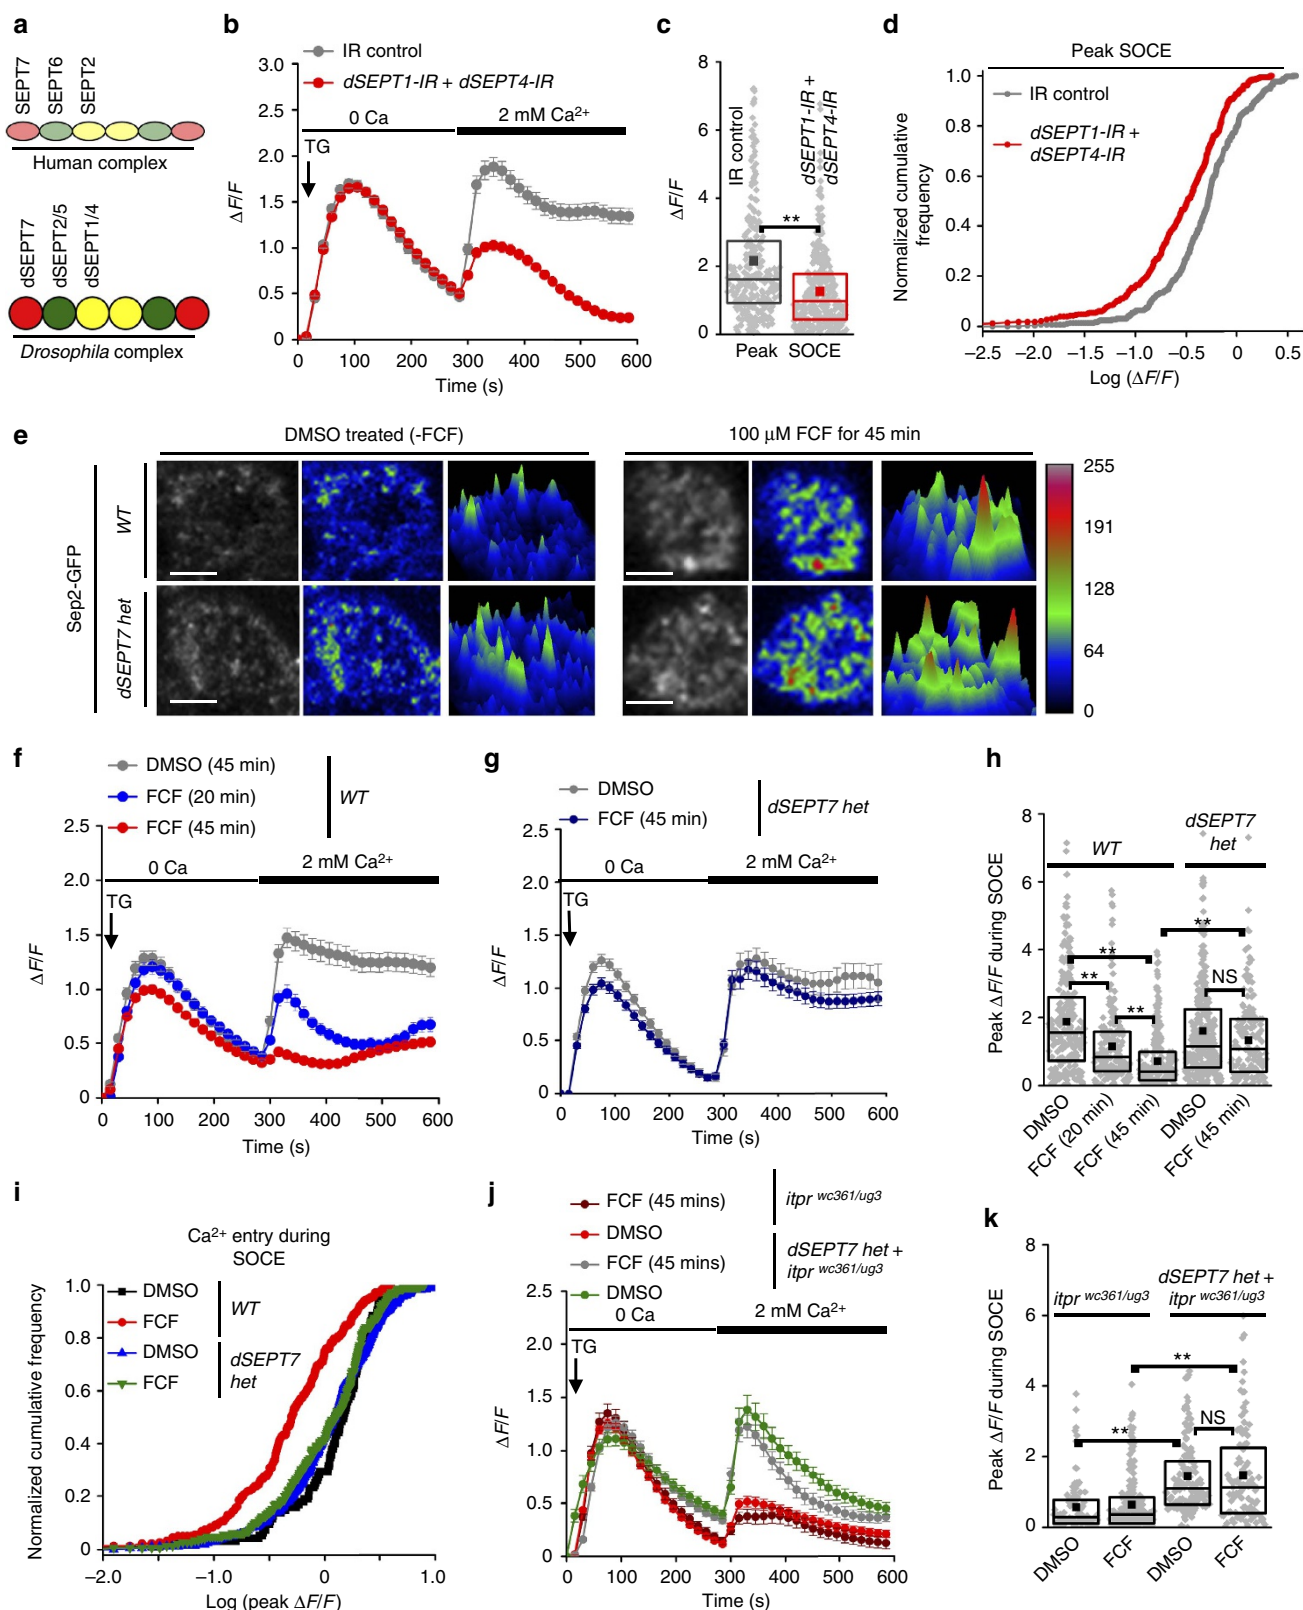 a
SEPT7
SEPT6
SEPT2
Human complex
dSEPT7
dSEPT2/5
dSEPT1/4
Drosophila complex
b
IR control
dSEPT1-IR + dSEPT4-IR
3.0
2.5
2.0
1.5
1.0
0.5
0
0 Ca
2 mM Ca²⁺
TG
ΔF/F
0 100 200 300 400 500 600
Time (s)
c
8
6
4
2
0
ΔF/F
IR control
dSEPT1-IR +
dSEPT4-IR
**
Peak SOCE
d
Peak SOCE
IR control
dSEPT1-IR +
dSEPT4-IR
1.0
0.8
0.6
0.4
0.2
0
Normalized cumulative
frequency
−2.5 −2.0 −1.5 −1.0 −0.5 0 0.5
Log (ΔF/F)
e
DMSO treated (-FCF)
100 μM FCF for 45 min
Sep2-GFP
WT
dSEPT7 het
255
191
128
64
0
f
DMSO (45 min)
FCF (20 min)
FCF (45 min)
WT
2.5
2.0
1.5
1.0
0.5
0
0 Ca
2 mM Ca²⁺
TG
ΔF/F
0 100 200 300 400 500 600
Time (s)
g
DMSO
FCF (45 min)
dSEPT7 het
2.5
2.0
1.5
1.0
0.5
0
0 Ca
2 mM Ca²⁺
TG
ΔF/F
0 100 200 300 400 500 600
Time (s)
h
8
6
4
2
0
Peak ΔF/F during SOCE
WT
dSEPT7
het
**
**
**
**
NS
DMSO
FCF (20 min)
FCF (45 min)
DMSO
FCF (45 min)
i
Ca²⁺ entry during
SOCE
DMSO
FCF
WT
DMSO
FCF
dSEPT7
het
1.0
0.8
0.6
0.4
0.2
0
Normalized cumulative frequency
−2.0 −1.0 0 1.0
Log (peak ΔF/F)
j
FCF (45 mins)
DMSO
itpr wc361/ug3
FCF (45 mins)
DMSO
dSEPT7 het +
itpr wc361/ug3
2.5
2.0
1.5
1.0
0.5
0
0 Ca
2 mM Ca²⁺
TG
ΔF/F
0 100 200 300 400 500 600
Time (s)
k
8
6
4
2
0
Peak ΔF/F during SOCE
itpr wc361/ug3
dSEPT7 het +
itpr wc361/ug3
**
**
NS
DMSO
FCF
DMSO
FCF